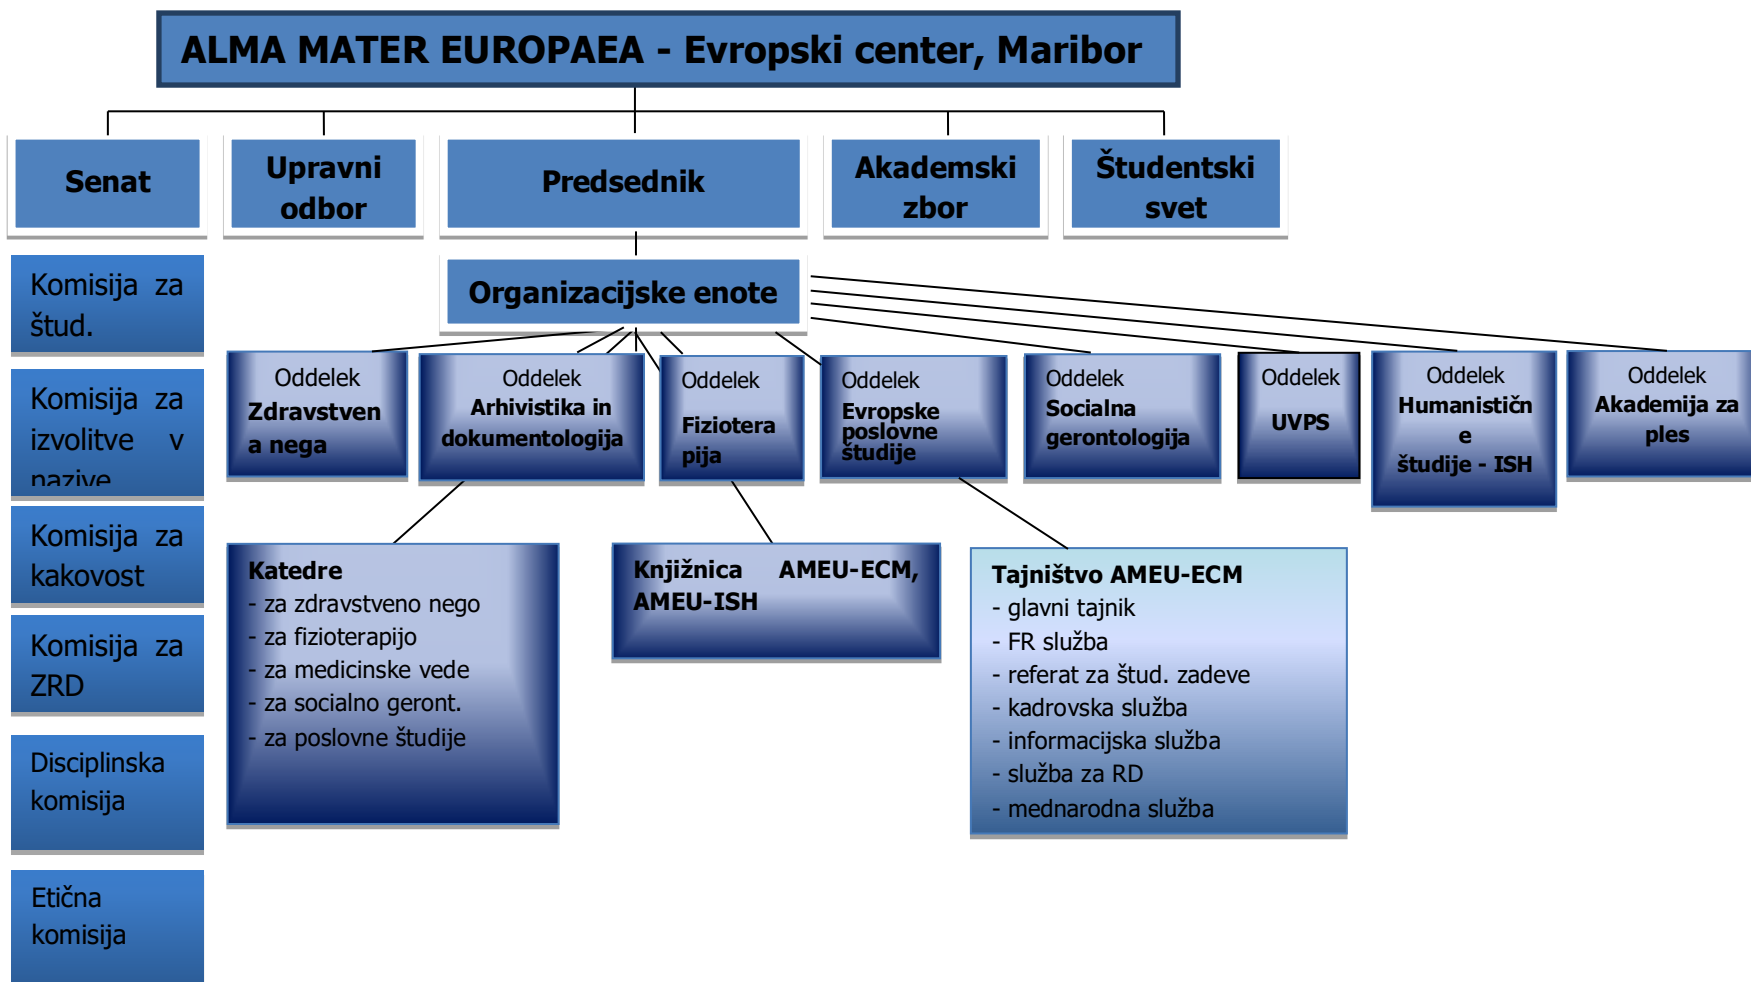 ALMA MATER EUROPAEA - Evropski center, Maribor
Senat
Upravni
odbor
Predsednik
Akademski
zbor
Študentski
svet
Organizacijske enote
Komisija za
štud.
Komisija za
izvolitve v
nazive
Komisija za
kakovost
Komisija za
ZRD
Disciplinska
komisija
Etična
komisija
Oddelek
Zdravstven
a nega
Oddelek
Arhivistika in
dokumentologija
Oddelek
Fiziotera
pija
Oddelek
Evropske
poslovne
študije
Oddelek
Socialna
gerontologija
Oddelek
UVPS
Oddelek
Humanističn
e
študije - ISH
Oddelek
Akademija za
ples
Katedre
- za zdravstveno nego
- za fizioterapijo
- za medicinske vede
- za socialno geront.
- za poslovne študije
Knjižnica AMEU-ECM,
AMEU-ISH
Tajništvo AMEU-ECM
- glavni tajnik
- FR služba
- referat za štud. zadeve
- kadrovska služba
- informacijska služba
- služba za RD
- mednarodna služba